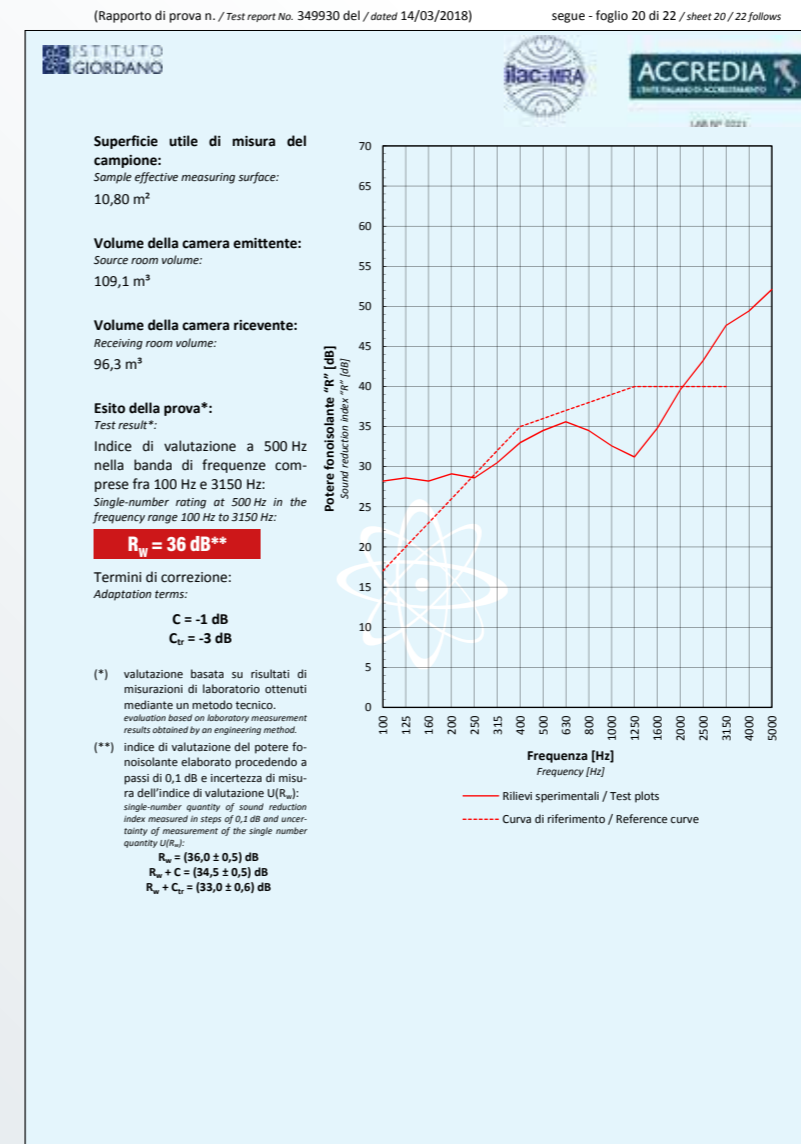 (Rapporto di prova n. / Test report No. 349930 del / dated 14/03/2018)
segue - foglio 20 di 22 / sheet 20 / 22 follows
ISTITUTO
GIORDANO
ilac-MRA
ACCREDIA
L'ENTE ITALIANO DI ACCREDITAMENTO
LAB N° 0021
Superficie utile di misura del
campione:
Sample effective measuring surface:
10,80 m²
Volume della camera emittente:
Source room volume:
109,1 m³
Volume della camera ricevente:
Receiving room volume:
96,3 m³
Esito della prova*:
Test result*:
Indice di valutazione a 500 Hz
nella banda di frequenze com-
prese fra 100 Hz e 3150 Hz:
Single-number rating at 500 Hz in the
frequency range 100 Hz to 3150 Hz:
Rw = 36 dB**
Termini di correzione:
Adaptation terms:
C = -1 dB
Ctr = -3 dB
(*) valutazione basata su risultati di
misurazioni di laboratorio ottenuti
mediante un metodo tecnico.
evaluation based on laboratory measurement
results obtained by an engineering method.
(**) indice di valutazione del potere fo-
noisolante elaborato procedendo a
passi di 0,1 dB e incertezza di misu-
ra dell'indice di valutazione U(Rw):
single-number quantity of sound reduction
index measured in steps of 0,1 dB and uncer-
tainty of measurement of the single number
quantity U(Rw):
Rw = (36,0 ± 0,5) dB
Rw + C = (34,5 ± 0,5) dB
Rw + Ctr = (33,0 ± 0,6) dB
Potere fonoisolante "R" [dB]
Sound reduction index "R" [dB]
70
65
60
55
50
45
40
35
30
25
20
15
10
5
0
100 125 160 200 250 315 400 500 630 800 1000 1250 1600 2000 2500 3150 4000 5000
Frequenza [Hz]
Frequency [Hz]
Rilievi sperimentali / Test plots
Curva di riferimento / Reference curve